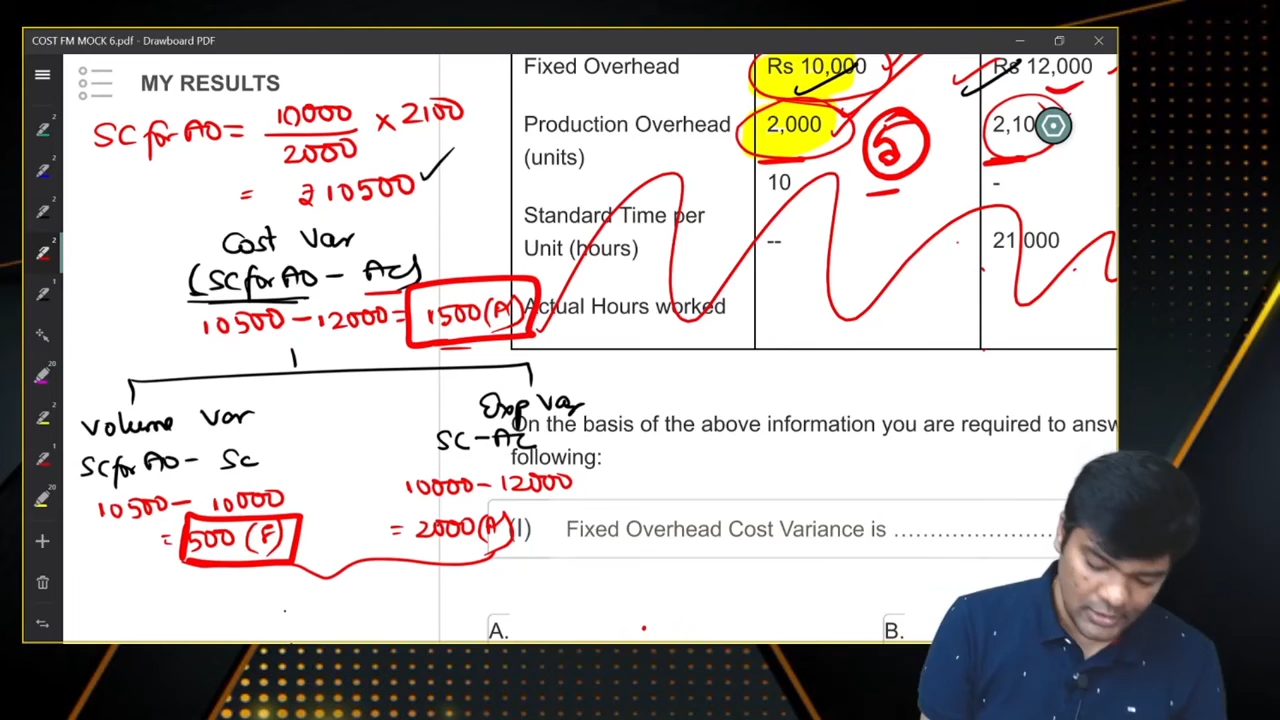 COST FM MOCK 6.pdf - Drawboard PDF
MY RESULTS
SC for AO = 10000 / 2000 × 2100
= ₹ 10500
Cost Var
(SC for AO - AC)
10500 - 12000 = 1500 (A)
Volume Var
SC for AO - SC
10500 - 10000
= 500 (F)
Exp Var
SC - AC
10000 - 12000
= 2000 (A)
Fixed Overhead Rs 10,000 Rs 12,000
Production Overhead (units) 2,000 2,10
5
10 -
Standard Time per
Unit (hours) -- 21,000
Actual Hours worked
On the basis of the above information you are required to answ
following:
(I) Fixed Overhead Cost Variance is ........................
A. B.